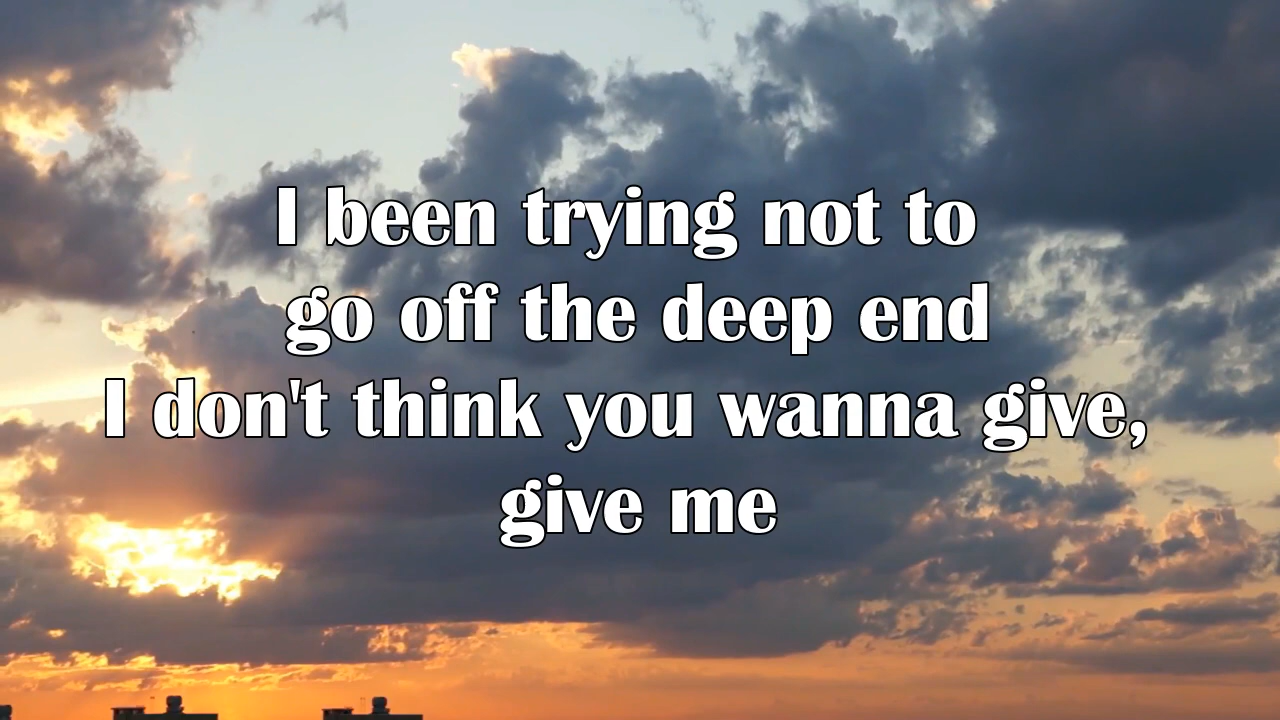 I been trying not to
go off the deep end
I don't think you wanna give,
give me